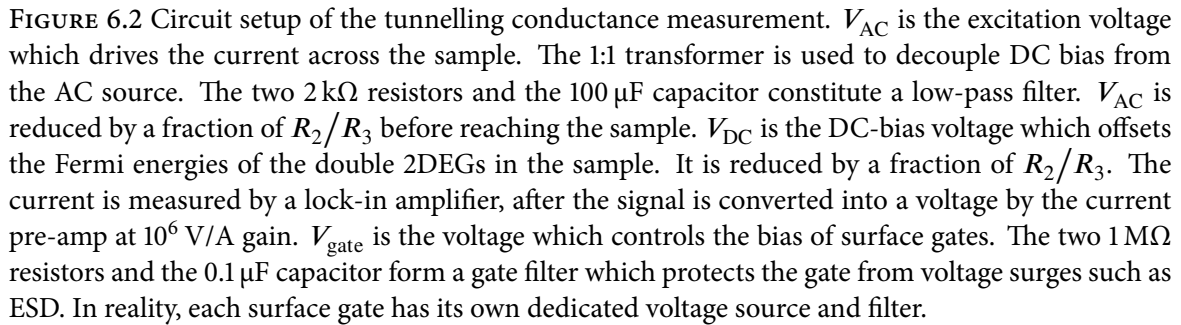 FIGURE 6.2 Circuit setup of the tunnelling conductance measurement. V_AC is the excitation voltage
which drives the current across the sample. The 1:1 transformer is used to decouple DC bias from
the AC source. The two 2 kΩ resistors and the 100 µF capacitor constitute a low-pass filter. V_AC is
reduced by a fraction of R₂/R₃ before reaching the sample. V_DC is the DC-bias voltage which offsets
the Fermi energies of the double 2DEGs in the sample. It is reduced by a fraction of R₂/R₃. The
current is measured by a lock-in amplifier, after the signal is converted into a voltage by the current
pre-amp at 10⁶ V/A gain. V_gate is the voltage which controls the bias of surface gates. The two 1 MΩ
resistors and the 0.1 µF capacitor form a gate filter which protects the gate from voltage surges such as
ESD. In reality, each surface gate has its own dedicated voltage source and filter.